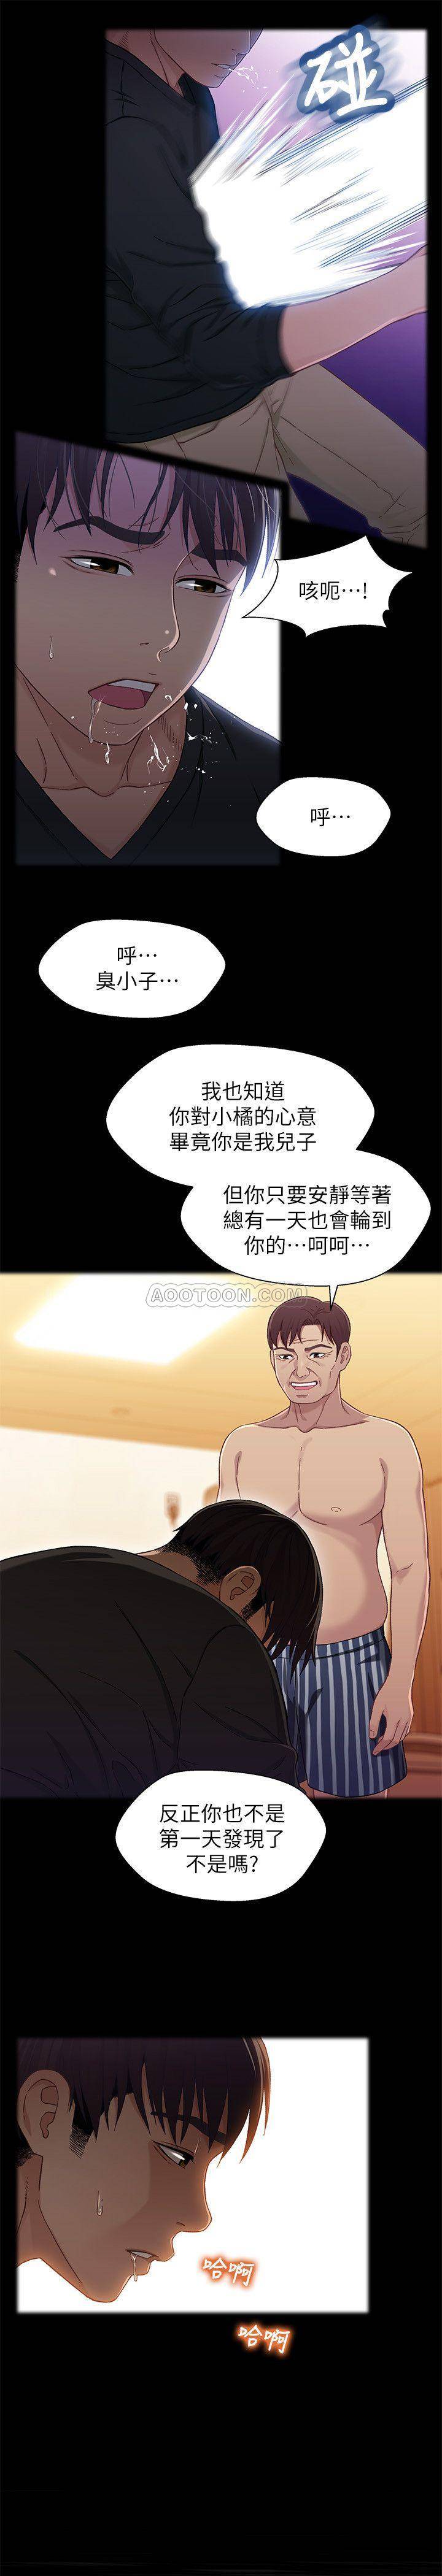 碰
咳呃⋯!
呼⋯
呼⋯
臭小子⋯
我也知道
你對小橘的心意
畢竟你是我兒子
但你只要安靜等著
總有一天也會輪到
你的⋯呵呵⋯
AOOTOON.COM
反正你也不是
第一天發現了
不是嗎?
哈啊
哈啊